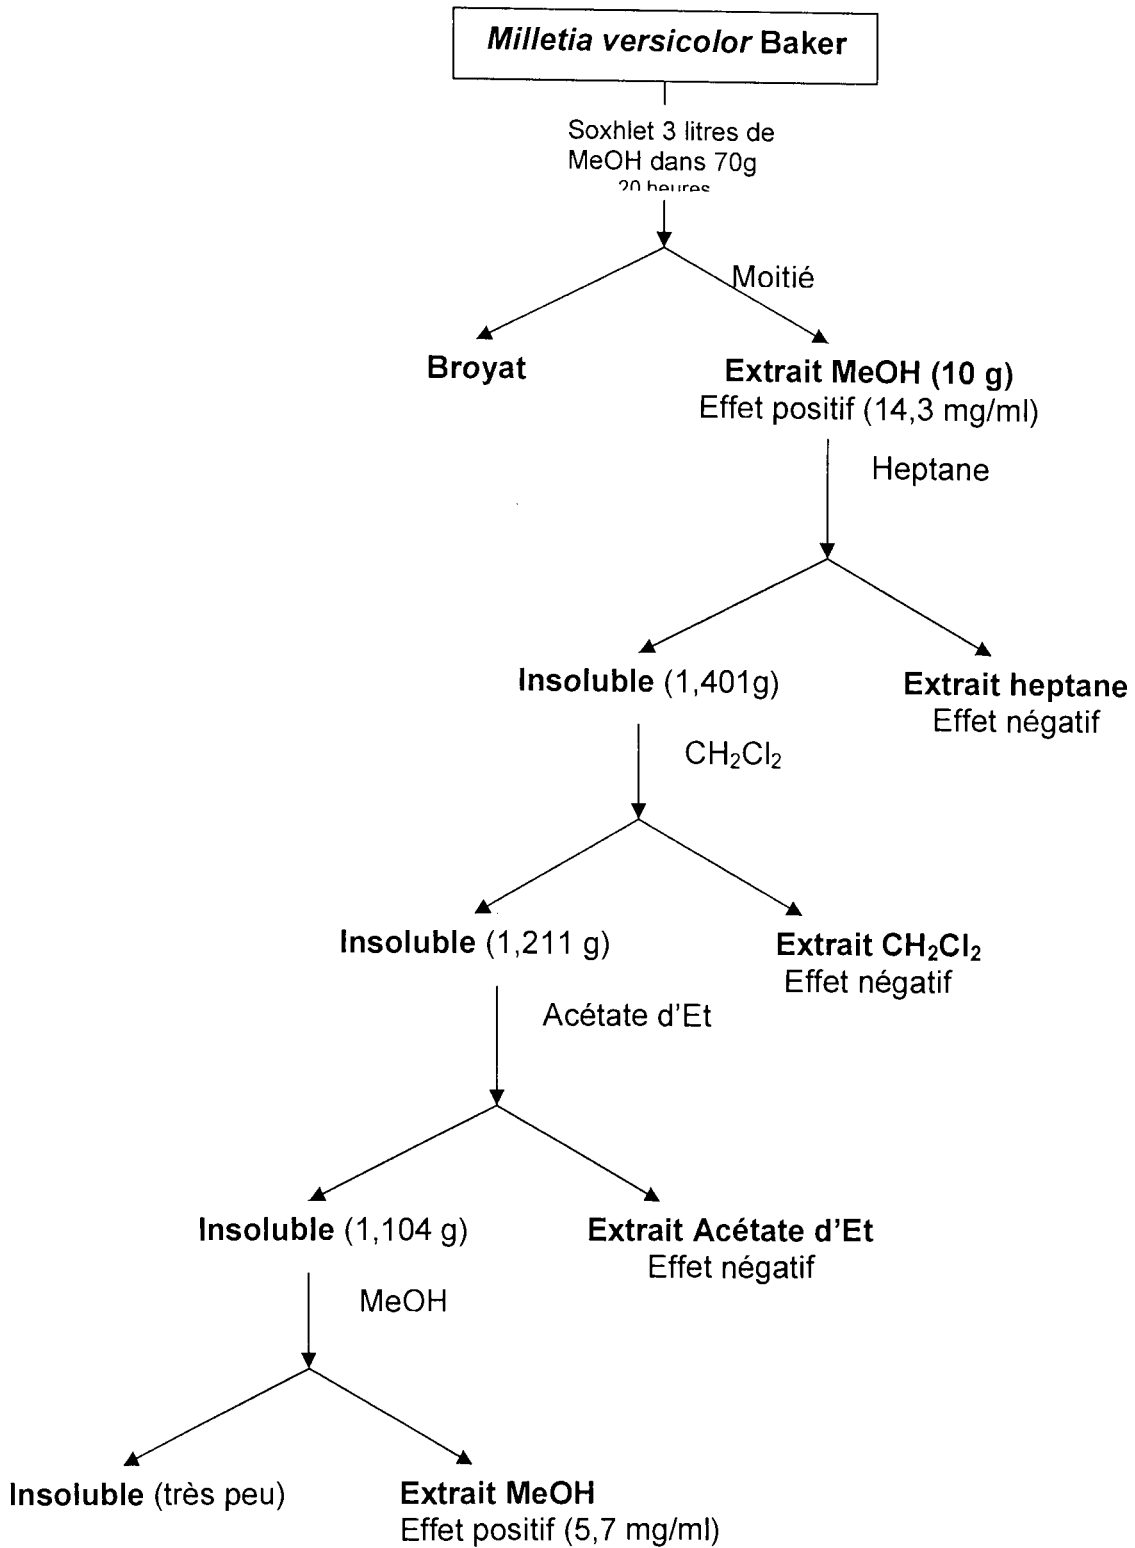 Milletia versicolor Baker
Soxhlet 3 litres de
MeOH dans 70g
20 heures
Moitié
Broyat
Extrait MeOH (10 g)
Effet positif (14,3 mg/ml)
Heptane
Insoluble (1,401g)
Extrait heptane
Effet négatif
CH₂Cl₂
Insoluble (1,211 g)
Extrait CH₂Cl₂
Effet négatif
Acétate d'Et
Insoluble (1,104 g)
Extrait Acétate d'Et
Effet négatif
MeOH
Insoluble (très peu)
Extrait MeOH
Effet positif (5,7 mg/ml)